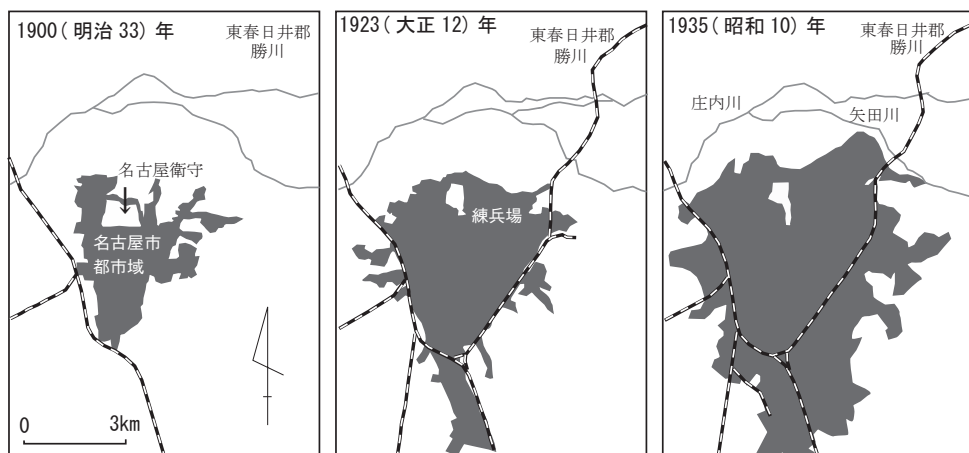 1900(明治 33)年
東春日井郡
勝川
名古屋衛守
名古屋市
都市域
0
3km
1923(大正 12)年
東春日井郡
勝川
練兵場
1935(昭和 10)年
東春日井郡
勝川
庄内川
矢田川